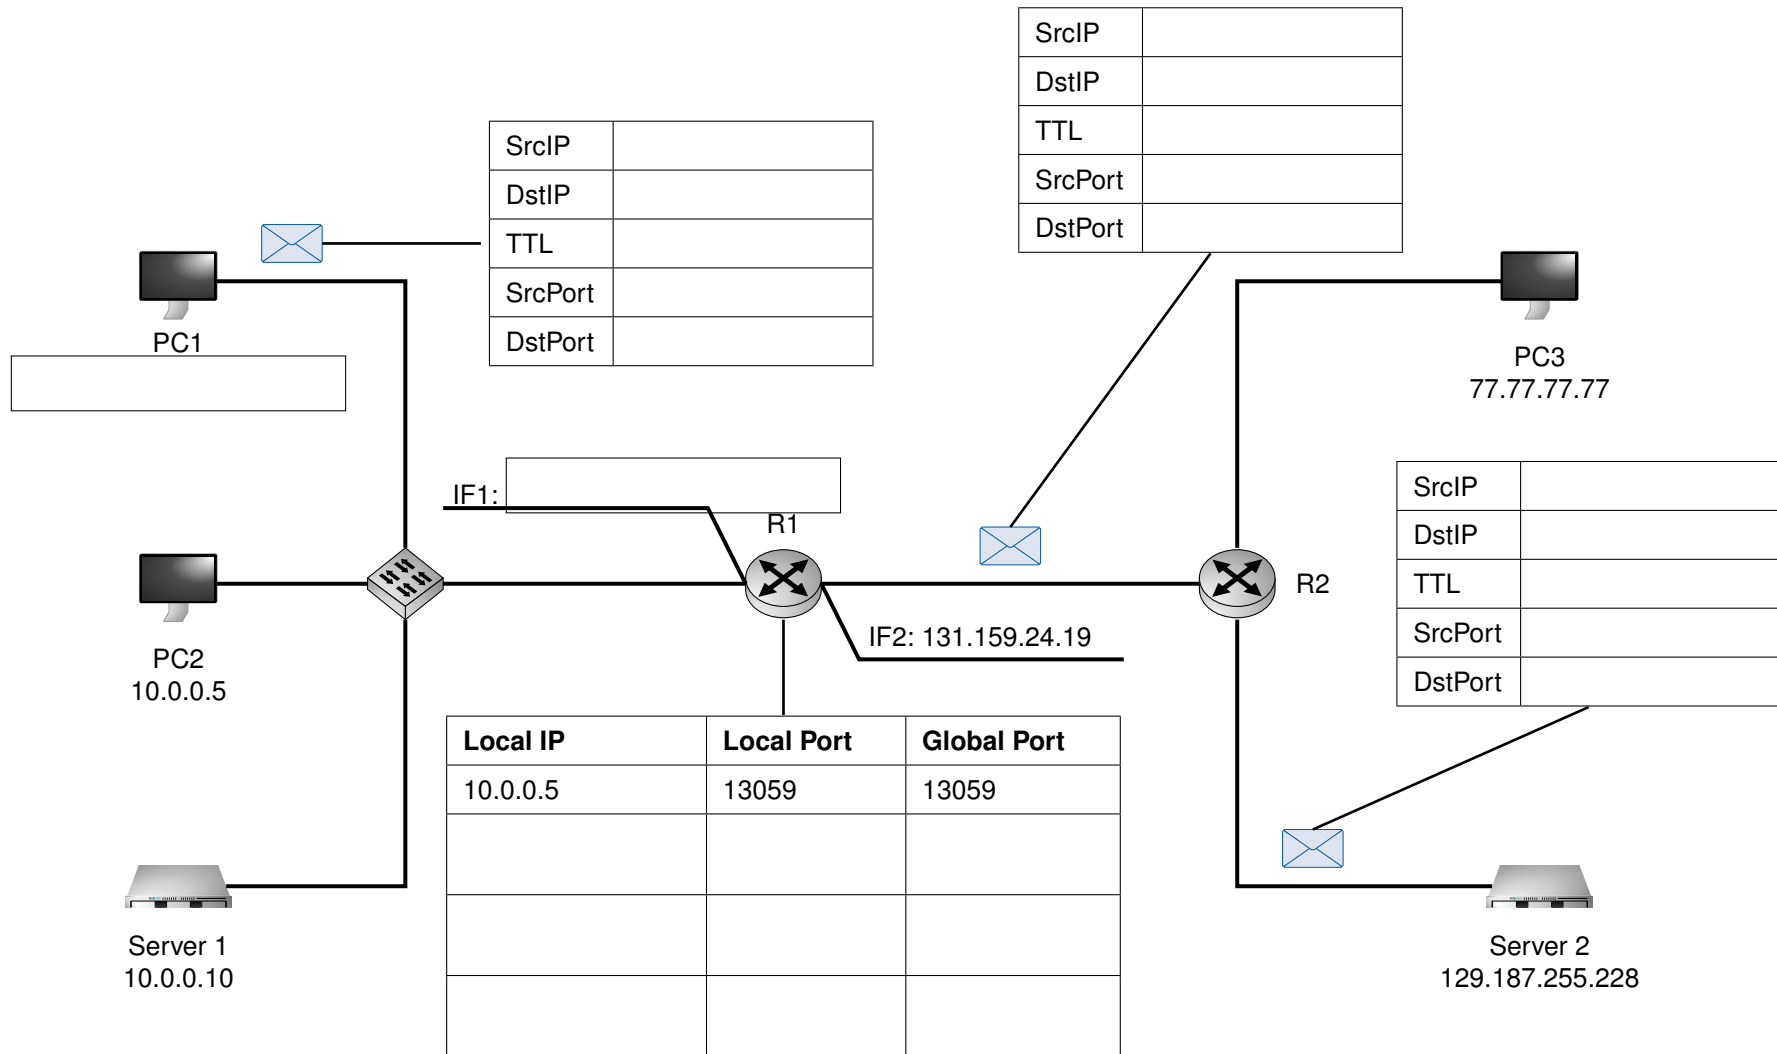 SrcIP
DstIP
TTL
SrcPort
DstPort
SrcIP
DstIP
TTL
SrcPort
DstPort
PC1
PC3
77.77.77.77
IF1:
R1
SrcIP
DstIP
TTL
SrcPort
DstPort
R2
IF2: 131.159.24.19
PC2
10.0.0.5
Local IP Local Port Global Port
10.0.0.5 13059 13059
Server 1
10.0.0.10
Server 2
129.187.255.228